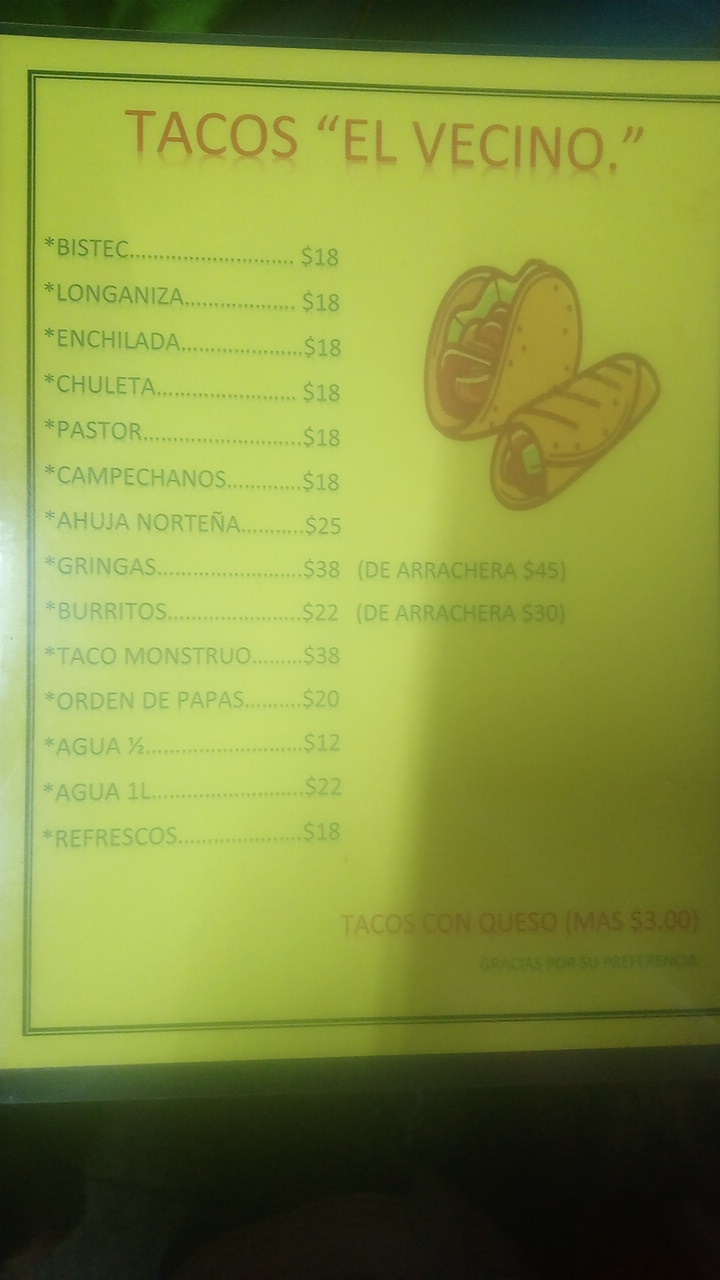 TACOS “EL VECINO.”
*BISTEC............................ $18
*LONGANIZA................... $18
*ENCHILADA.....................$18
*CHULETA........................ $18
*PASTOR...........................$18
*CAMPECHANOS.............$18
*AHUJA NORTEÑA...........$25
*GRINGAS.........................$38 (DE ARRACHERA $45)
*BURRITOS.......................$22 (DE ARRACHERA $30)
*TACO MONSTRUO.........$38
*ORDEN DE PAPAS..........$20
*AGUA ½...........................$12
*AGUA 1L..........................$22
*REFRESCOS.....................$18
TACOS CON QUESO (MAS $3.00)
GRACIAS POR SU PREFERENCIA.